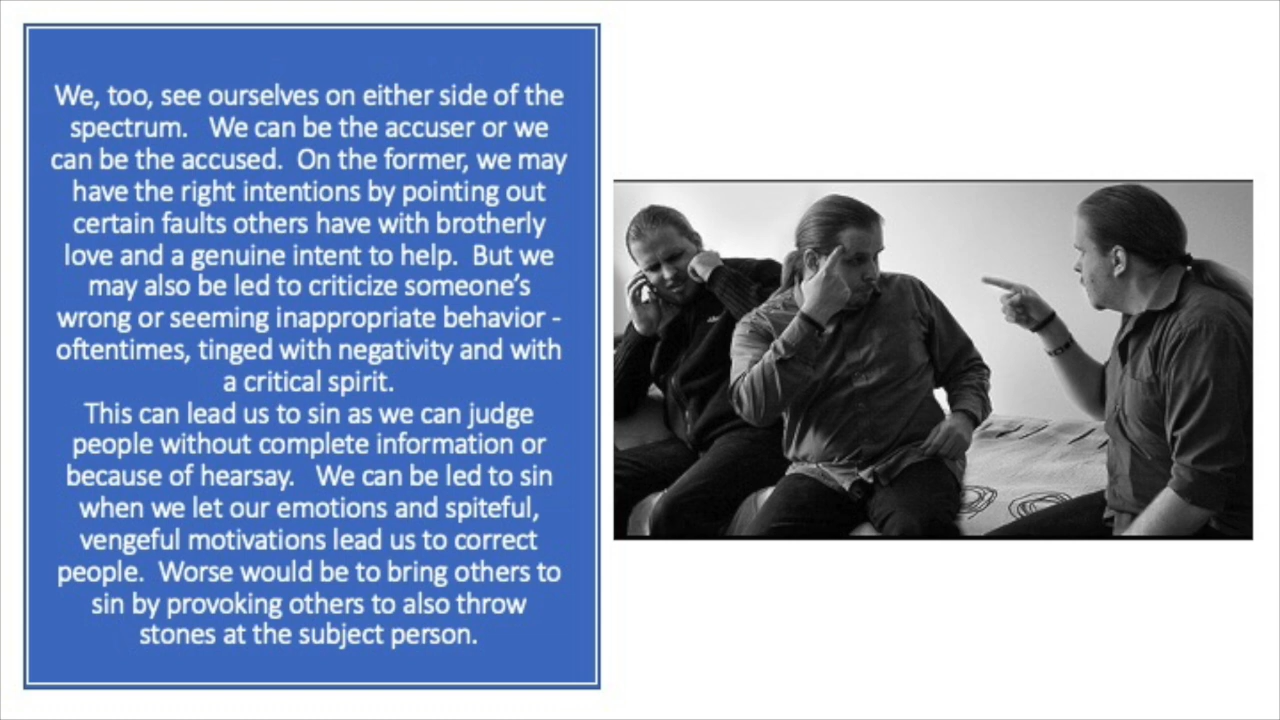 We, too, see ourselves on either side of the
spectrum.   We can be the accuser or we
can be the accused.  On the former, we may
have the right intentions by pointing out
certain faults others have with brotherly
love and a genuine intent to help.  But we
may also be led to criticize someone’s
wrong or seeming inappropriate behavior -
oftentimes, tinged with negativity and with
a critical spirit.
This can lead us to sin as we can judge
people without complete information or
because of hearsay.   We can be led to sin
when we let our emotions and spiteful,
vengeful motivations lead us to correct
people.  Worse would be to bring others to
sin by provoking others to also throw
stones at the subject person.